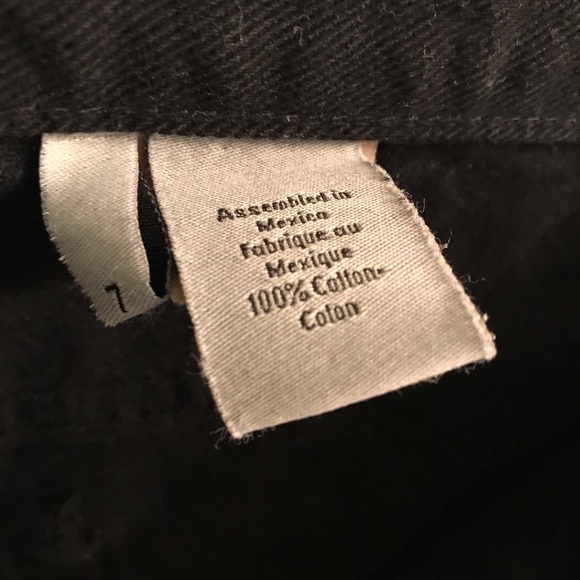 7
Assembled in
Mexico
Fabrique au
Mexique
100% Cotton-
Coton